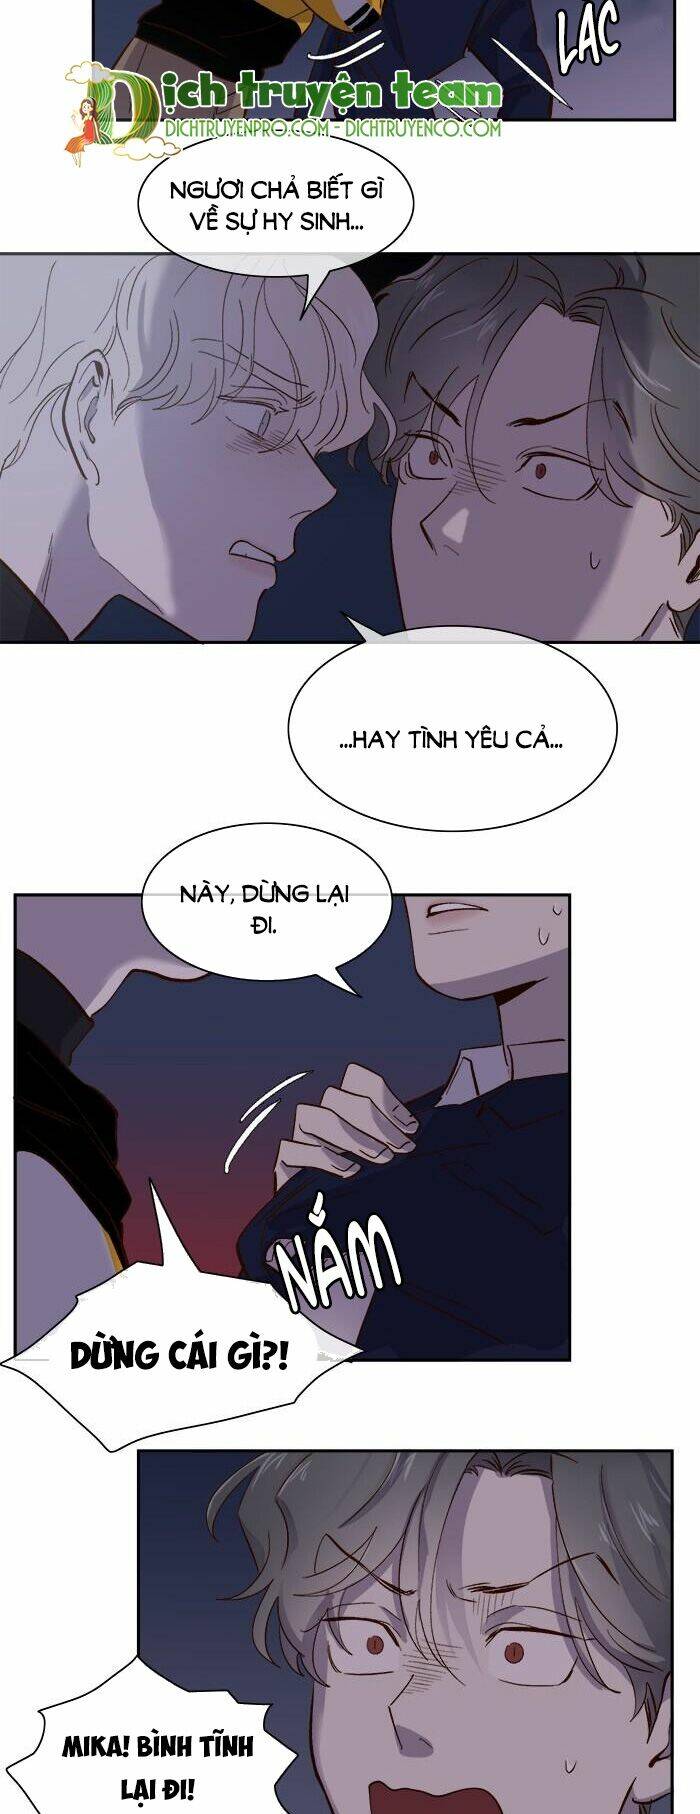 LẮC
Dịch truyện team
DICHTRUYENPRO.COM - DICHTRUYENCO.COM
NGƯƠI CHẢ BIẾT GÌ
VỀ SỰ HY SINH...
...HAY TÌNH YÊU CẢ...
NÀY, DỪNG LẠI
ĐI.
NẮM
DỪNG CÁI GÌ?!
MIKA! BÌNH TĨNH
LẠI ĐI!